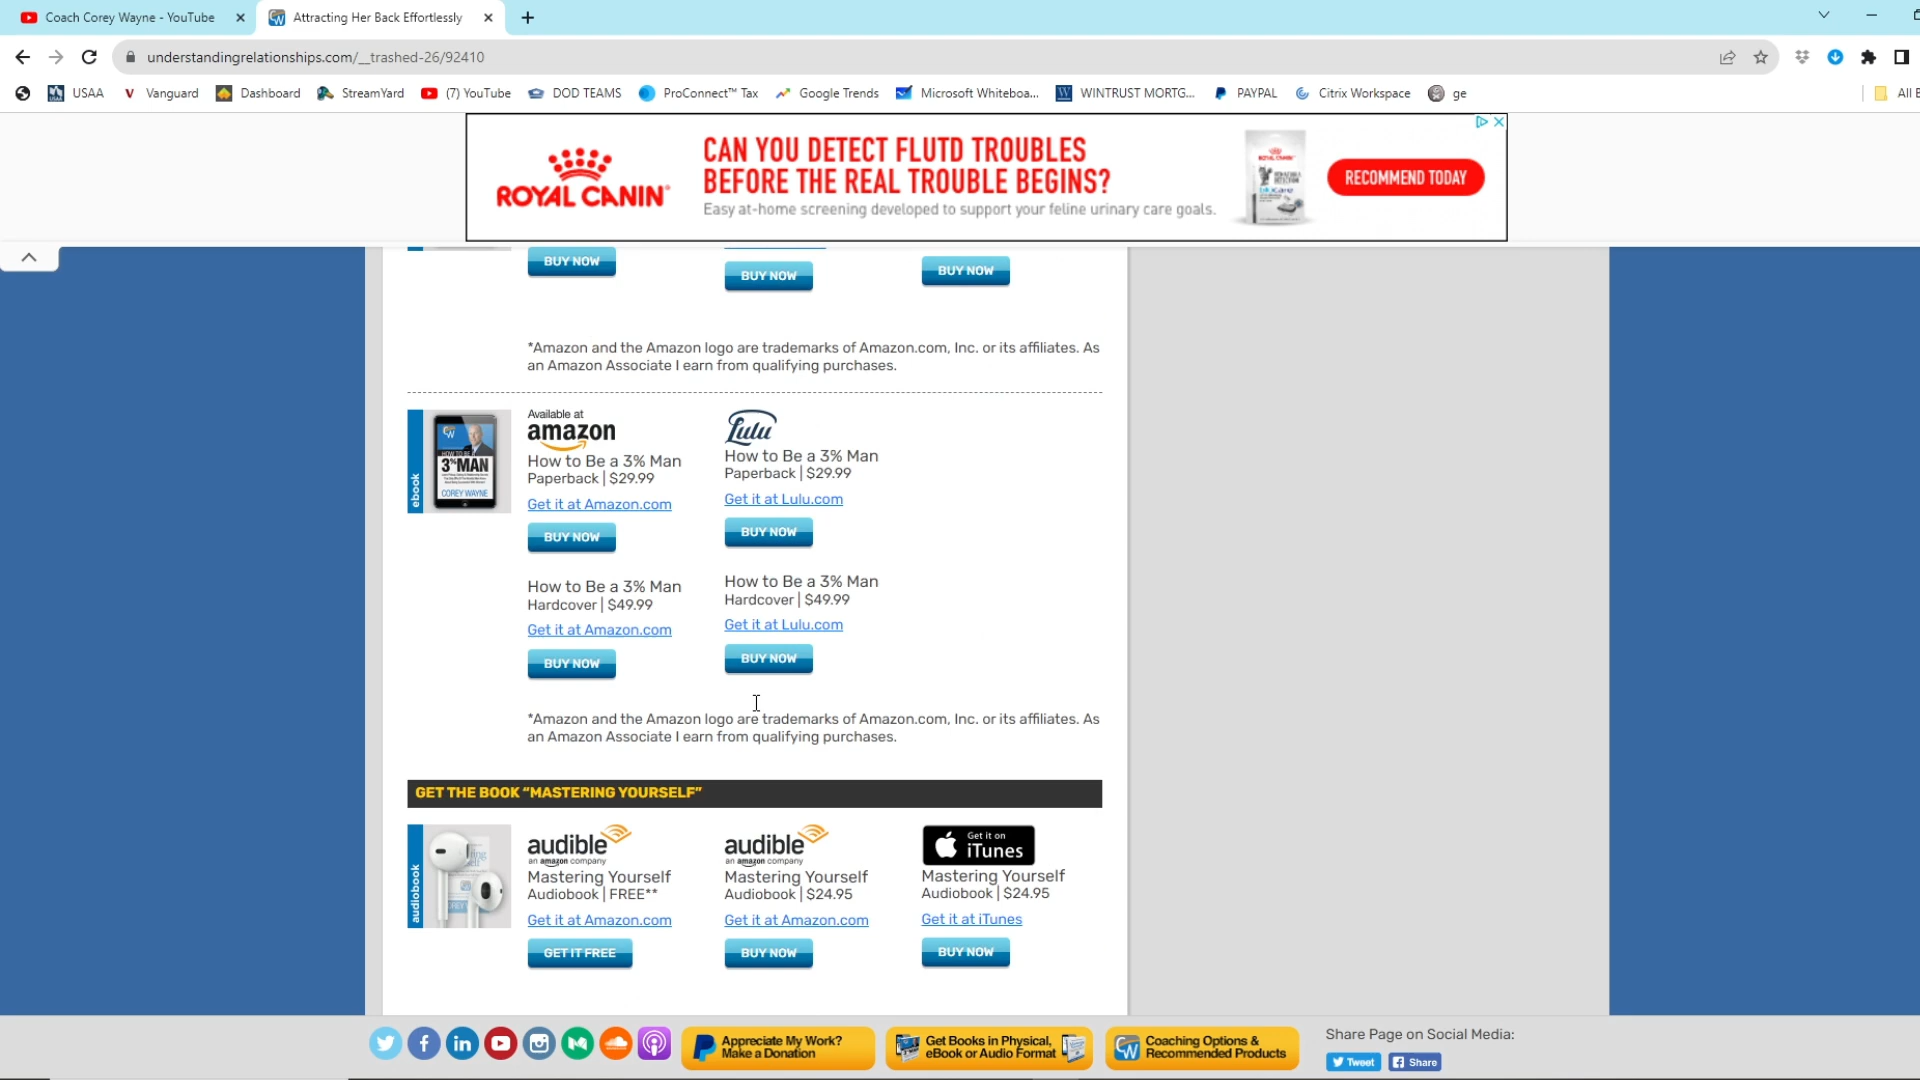 Coach Corey Wayne - YouTube
Attracting Her Back Effortlessly
understandingrelationships.com/__trashed-26/92410
USAA
Vanguard
Dashboard
StreamYard
(7) YouTube
DOD TEAMS
ProConnect™ Tax
Google Trends
Microsoft Whiteboa...
WINTRUST MORTG...
PAYPAL
Citrix Workspace
ge
All B
ROYAL CANIN
CAN YOU DETECT FLUTD TROUBLES
BEFORE THE REAL TROUBLE BEGINS?
Easy at-home screening developed to support your feline urinary care goals.
RECOMMEND TODAY
BUY NOW
BUY NOW
BUY NOW
*Amazon and the Amazon logo are trademarks of Amazon.com, Inc. or its affiliates. As
an Amazon Associate I earn from qualifying purchases.
ebook
HOW TO BE A
3% MAN
COREY WAYNE
Available at
amazon
How to Be a 3% Man
Paperback | $29.99
Get it at Amazon.com
BUY NOW
Lulu
How to Be a 3% Man
Paperback | $29.99
Get it at Lulu.com
BUY NOW
How to Be a 3% Man
Hardcover | $49.99
Get it at Amazon.com
BUY NOW
How to Be a 3% Man
Hardcover | $49.99
Get it at Lulu.com
BUY NOW
*Amazon and the Amazon logo are trademarks of Amazon.com, Inc. or its affiliates. As
an Amazon Associate I earn from qualifying purchases.
GET THE BOOK “MASTERING YOURSELF”
audiobook
audible
an amazon company
Mastering Yourself
Audiobook | FREE**
Get it at Amazon.com
GET IT FREE
audible
an amazon company
Mastering Yourself
Audiobook | $24.95
Get it at Amazon.com
BUY NOW
Get it on
iTunes
Mastering Yourself
Audiobook | $24.95
Get it at iTunes
BUY NOW
Appreciate My Work?
Make a Donation
Get Books in Physical,
eBook or Audio Format
Coaching Options &
Recommended Products
Share Page on Social Media:
Tweet
Share